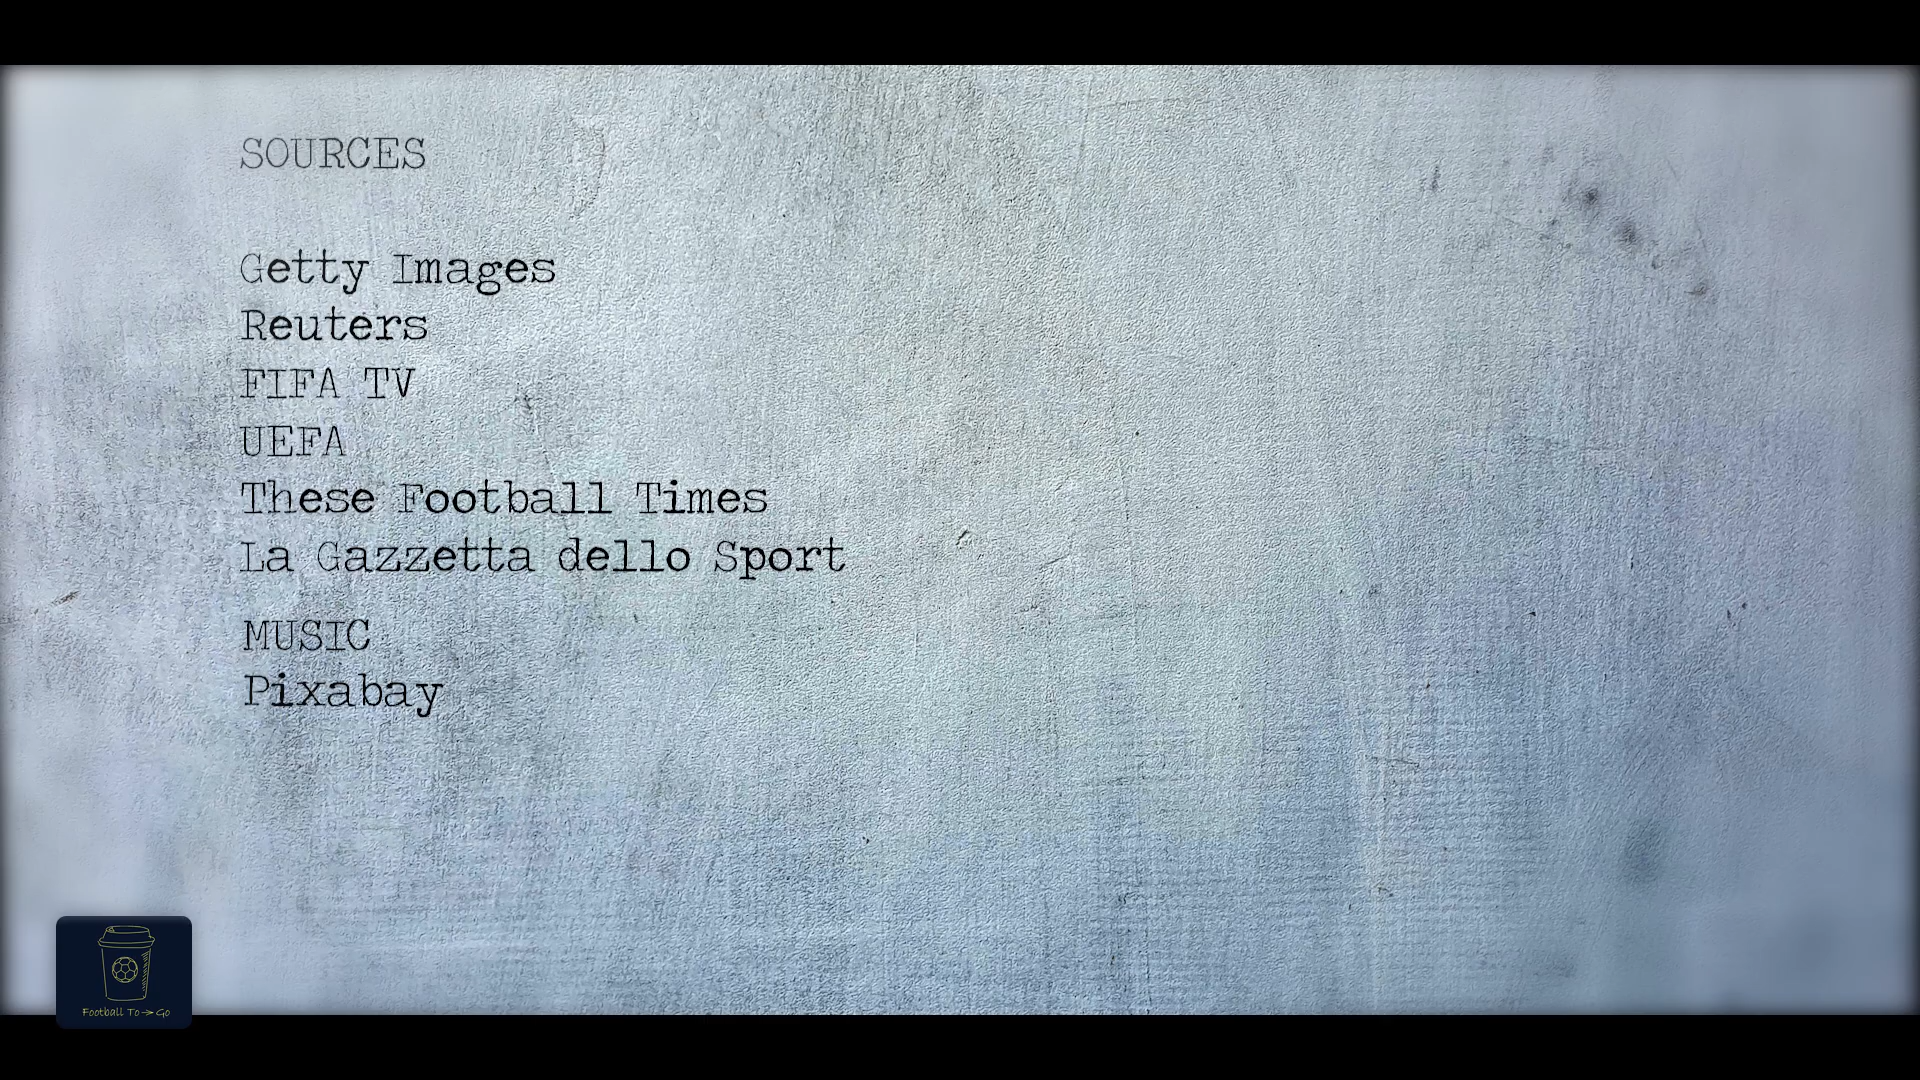 SOURCES
Getty Images
Reuters
FIFA TV
UEFA
These Football Times
La Gazzetta dello Sport
MUSIC
Pixabay
Football To→Go